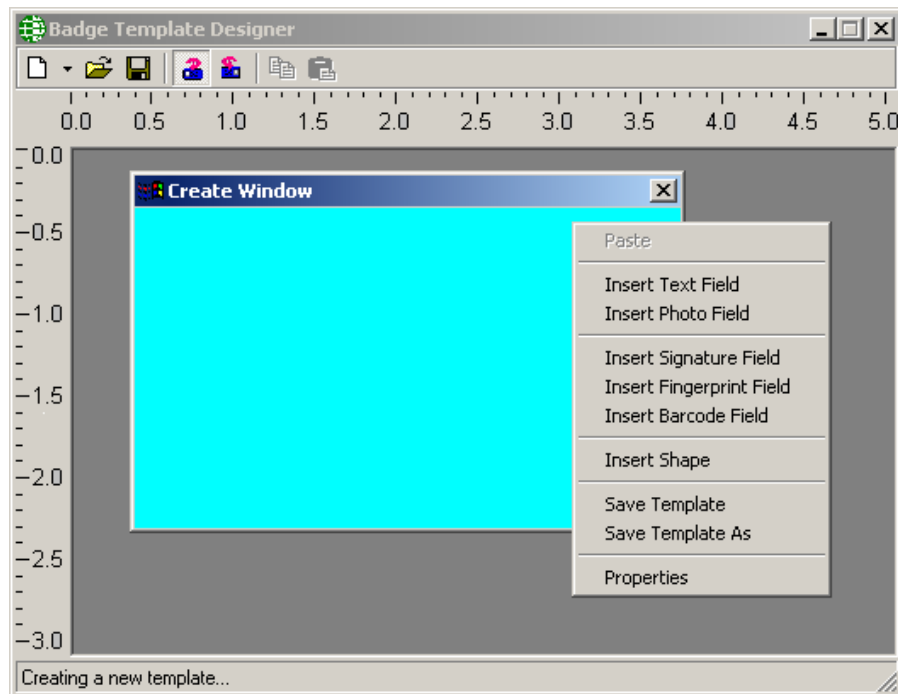 Badge Template Designer
0.0 0.5 1.0 1.5 2.0 2.5 3.0 3.5 4.0 4.5 5.0
0.0
Create Window
0.5
Paste
Insert Text Field
Insert Photo Field
1.0
Insert Signature Field
Insert Fingerprint Field
1.5
Insert Barcode Field
Insert Shape
2.0
Save Template
Save Template As
2.5
Properties
3.0
Creating a new template...